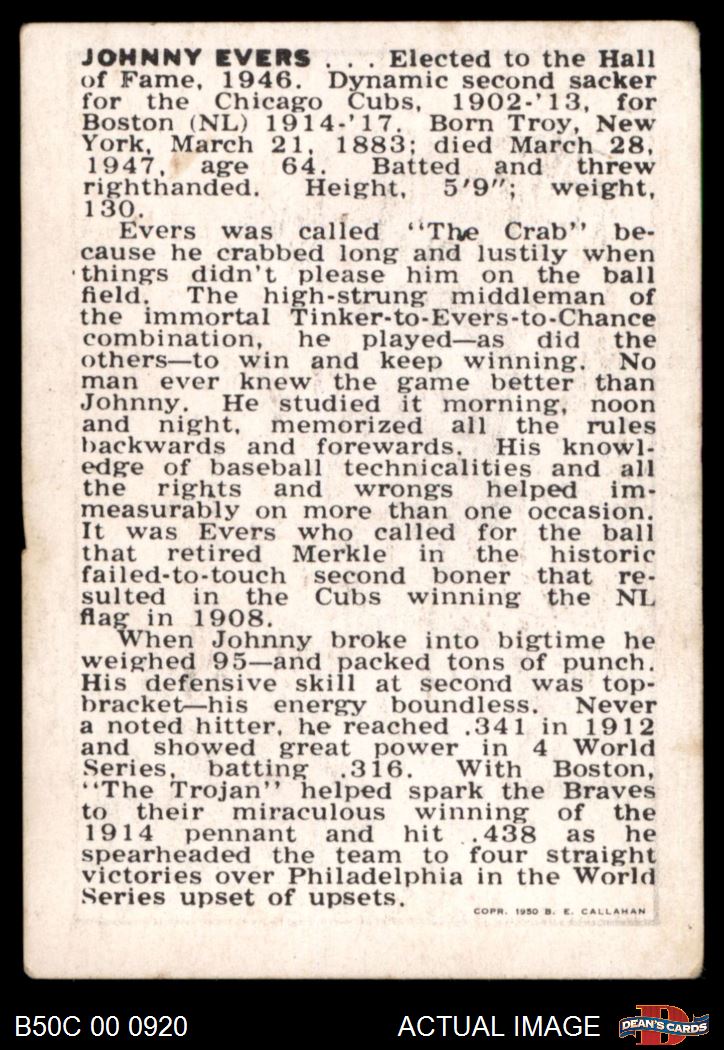 JOHNNY EVERS . . . Elected to the Hall
of Fame, 1946. Dynamic second sacker
for the Chicago Cubs, 1902-'13, for
Boston (NL) 1914-'17. Born Troy, New
York, March 21, 1883; died March 28,
1947, age 64. Batted and threw
righthanded. Height, 5'9"; weight,
130.
Evers was called "The Crab" be-
cause he crabbed long and lustily when
things didn't please him on the ball
field. The high-strung middleman of
the immortal Tinker-to-Evers-to-Chance
combination, he played—as did the
others—to win and keep winning. No
man ever knew the game better than
Johnny. He studied it morning, noon
and night, memorized all the rules
backwards and forewards. His knowl-
edge of baseball technicalities and all
the rights and wrongs helped im-
measurably on more than one occasion.
It was Evers who called for the ball
that retired Merkle in the historic
failed-to-touch second boner that re-
sulted in the Cubs winning the NL
flag in 1908.
When Johnny broke into bigtime he
weighed 95—and packed tons of punch.
His defensive skill at second was top-
bracket—his energy boundless. Never
a noted hitter, he reached .341 in 1912
and showed great power in 4 World
Series, batting .316. With Boston,
"The Trojan" helped spark the Braves
to their miraculous winning of the
1914 pennant and hit .438 as he
spearheaded the team to four straight
victories over Philadelphia in the World
Series upset of upsets.
COPR. 1950 B. E. CALLAHAN
B50C 00 0920
ACTUAL IMAGE
D
DEAN'S CARDS